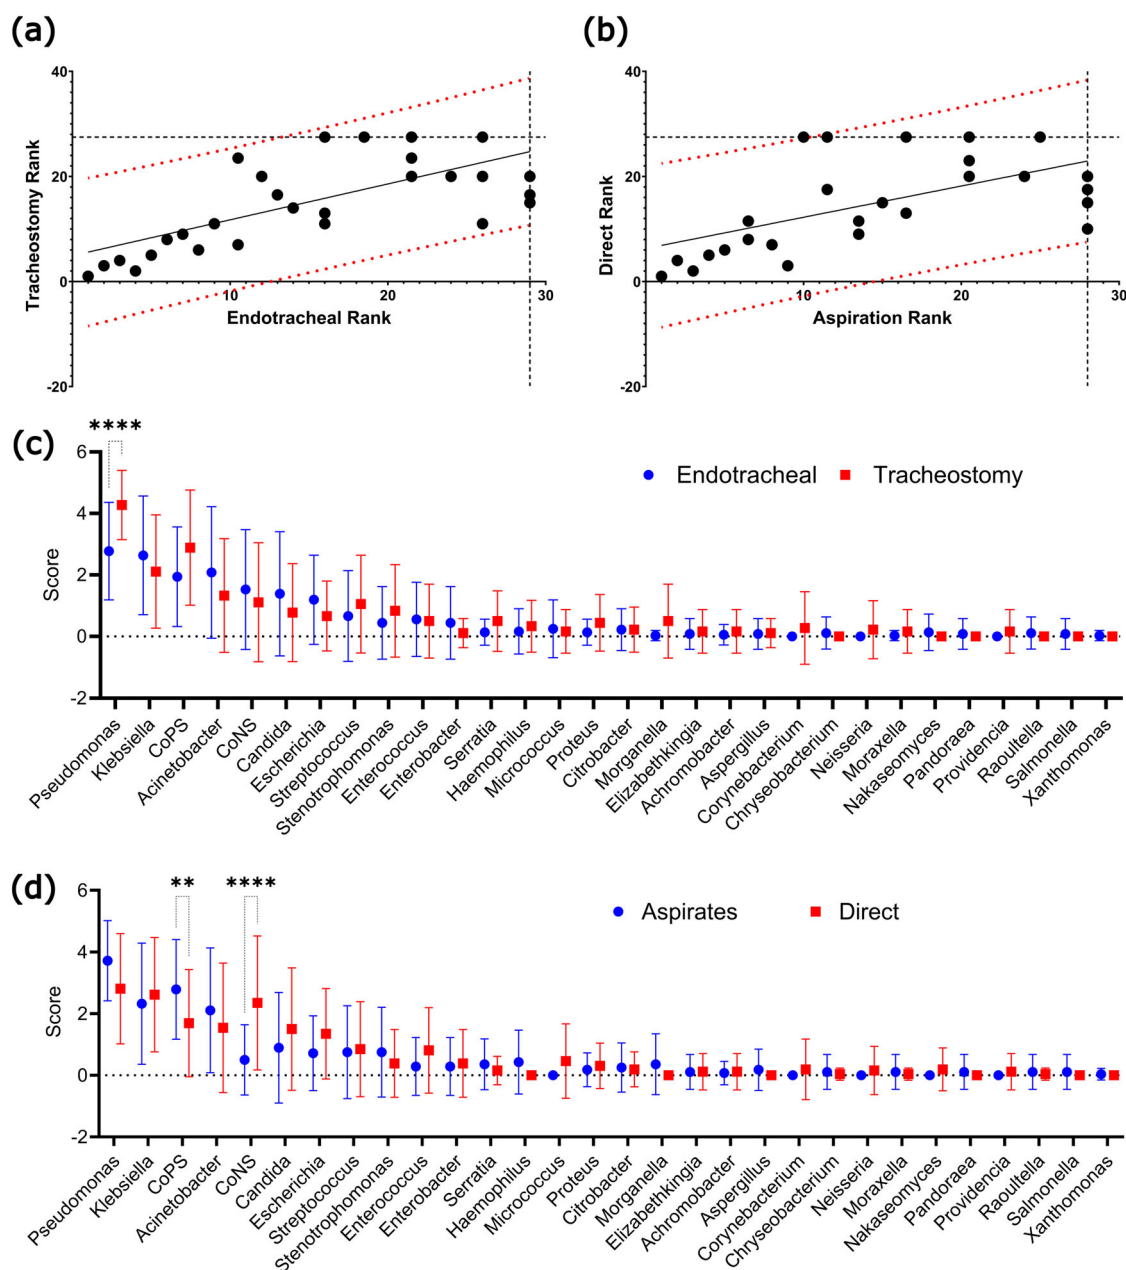 (a)
40
20
0
-20
10
20
30
Tracheostomy Rank
Endotracheal Rank
(b)
40
20
0
-20
10
20
30
Direct Rank
Aspiration Rank
(c)
****
6
4
2
0
-2
Score
Endotracheal
Tracheostomy
Pseudomonas
Klebsiella
CoPS
Acinetobacter
CoNS
Candida
Escherichia
Streptococcus
Stenotrophomonas
Enterococcus
Enterobacter
Serratia
Haemophilus
Micrococcus
Proteus
Citrobacter
Morganella
Elizabethkingia
Achromobacter
Aspergillus
Corynebacterium
Chryseobacterium
Neisseria
Moraxella
Nakaseomyces
Pandoraea
Providencia
Raoultella
Salmonella
Xanthomonas
(d)
**
****
6
4
2
0
-2
Score
Aspirates
Direct
Pseudomonas
Klebsiella
CoPS
Acinetobacter
CoNS
Candida
Escherichia
Streptococcus
Stenotrophomonas
Enterococcus
Enterobacter
Serratia
Haemophilus
Micrococcus
Proteus
Citrobacter
Morganella
Elizabethkingia
Achromobacter
Aspergillus
Corynebacterium
Chryseobacterium
Neisseria
Moraxella
Nakaseomyces
Pandoraea
Providencia
Raoultella
Salmonella
Xanthomonas